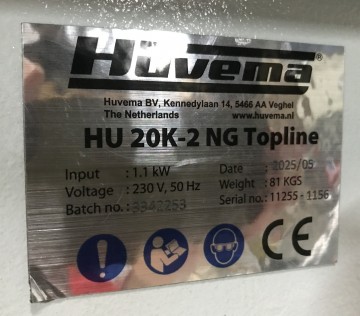 Huvema
Huvema BV, Kennedylaan 14, 5466 AA Veghel
The Netherlands www.huvema.nl
HU 20K-2 NG Topline
Input : 1.1 kW Date : 2025/05
Voltage : 230 V, 50 Hz Weight : 81 KGS
Batch no. : 3342253 Serial no. : 11255 - 1156
CE